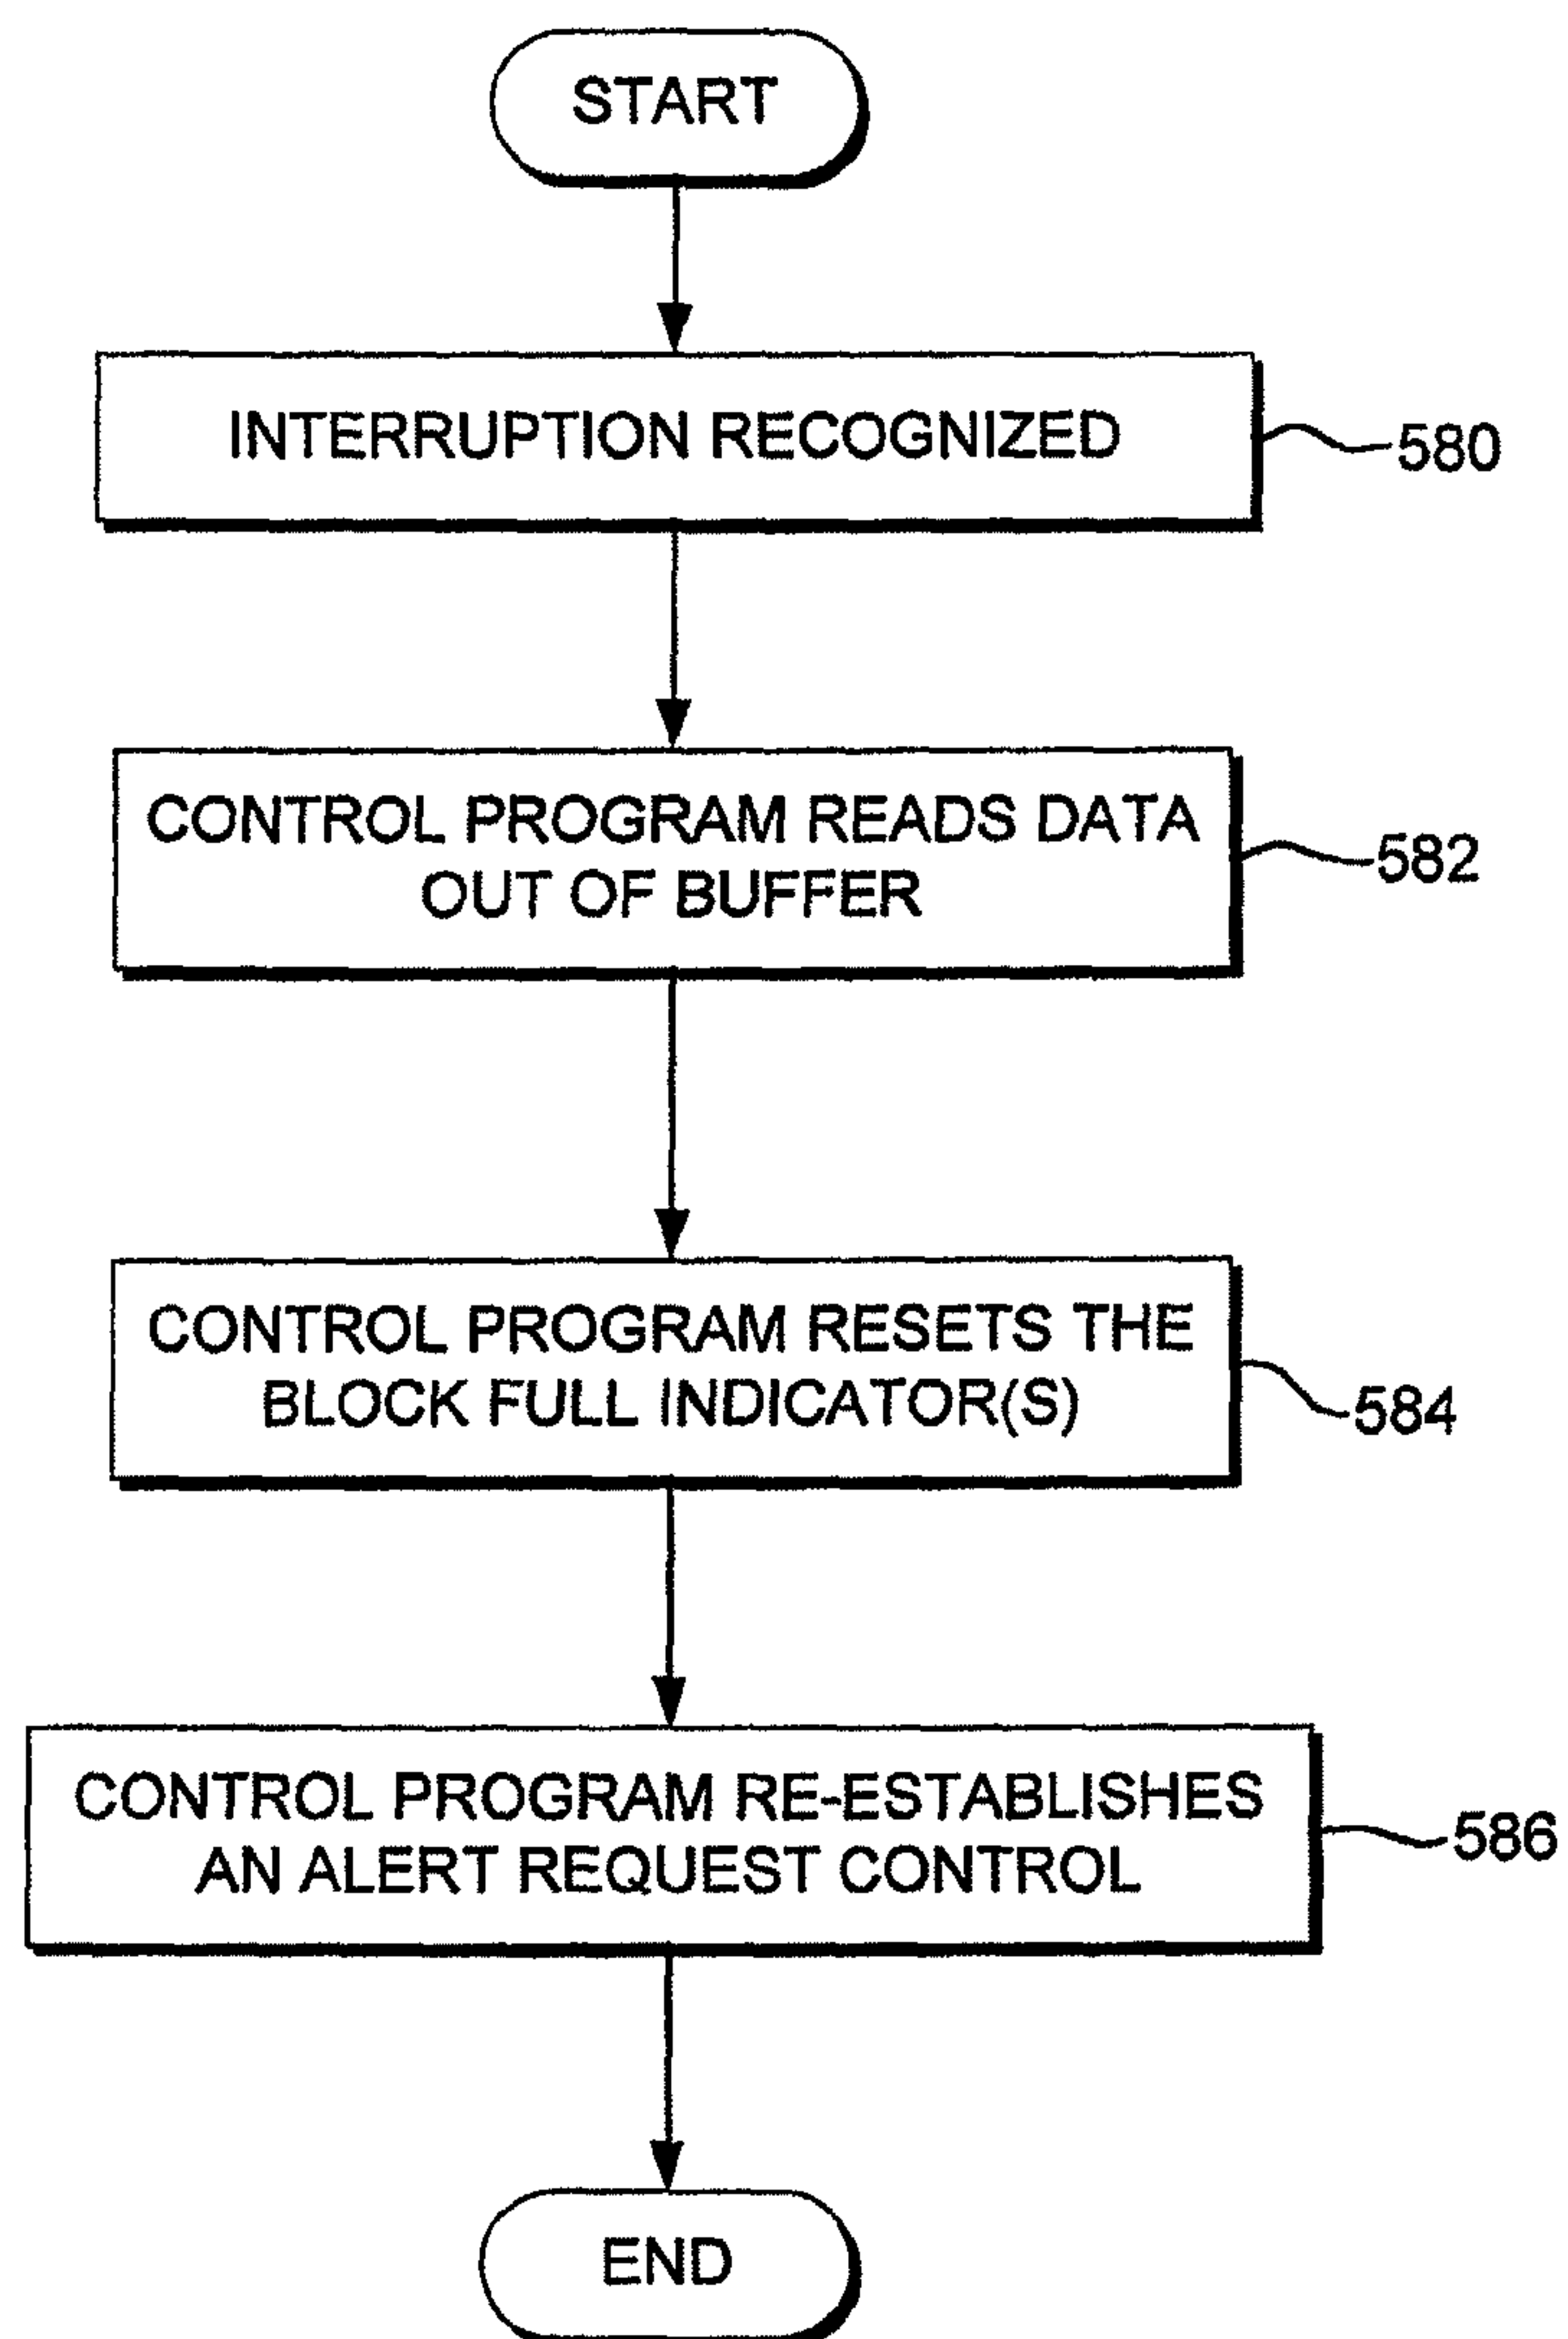 START
INTERRUPTION RECOGNIZED
580
CONTROL PROGRAM READS DATA
OUT OF BUFFER
582
CONTROL PROGRAM RESETS THE
BLOCK FULL INDICATOR(S)
584
CONTROL PROGRAM RE-ESTABLISHES
AN ALERT REQUEST CONTROL
586
END